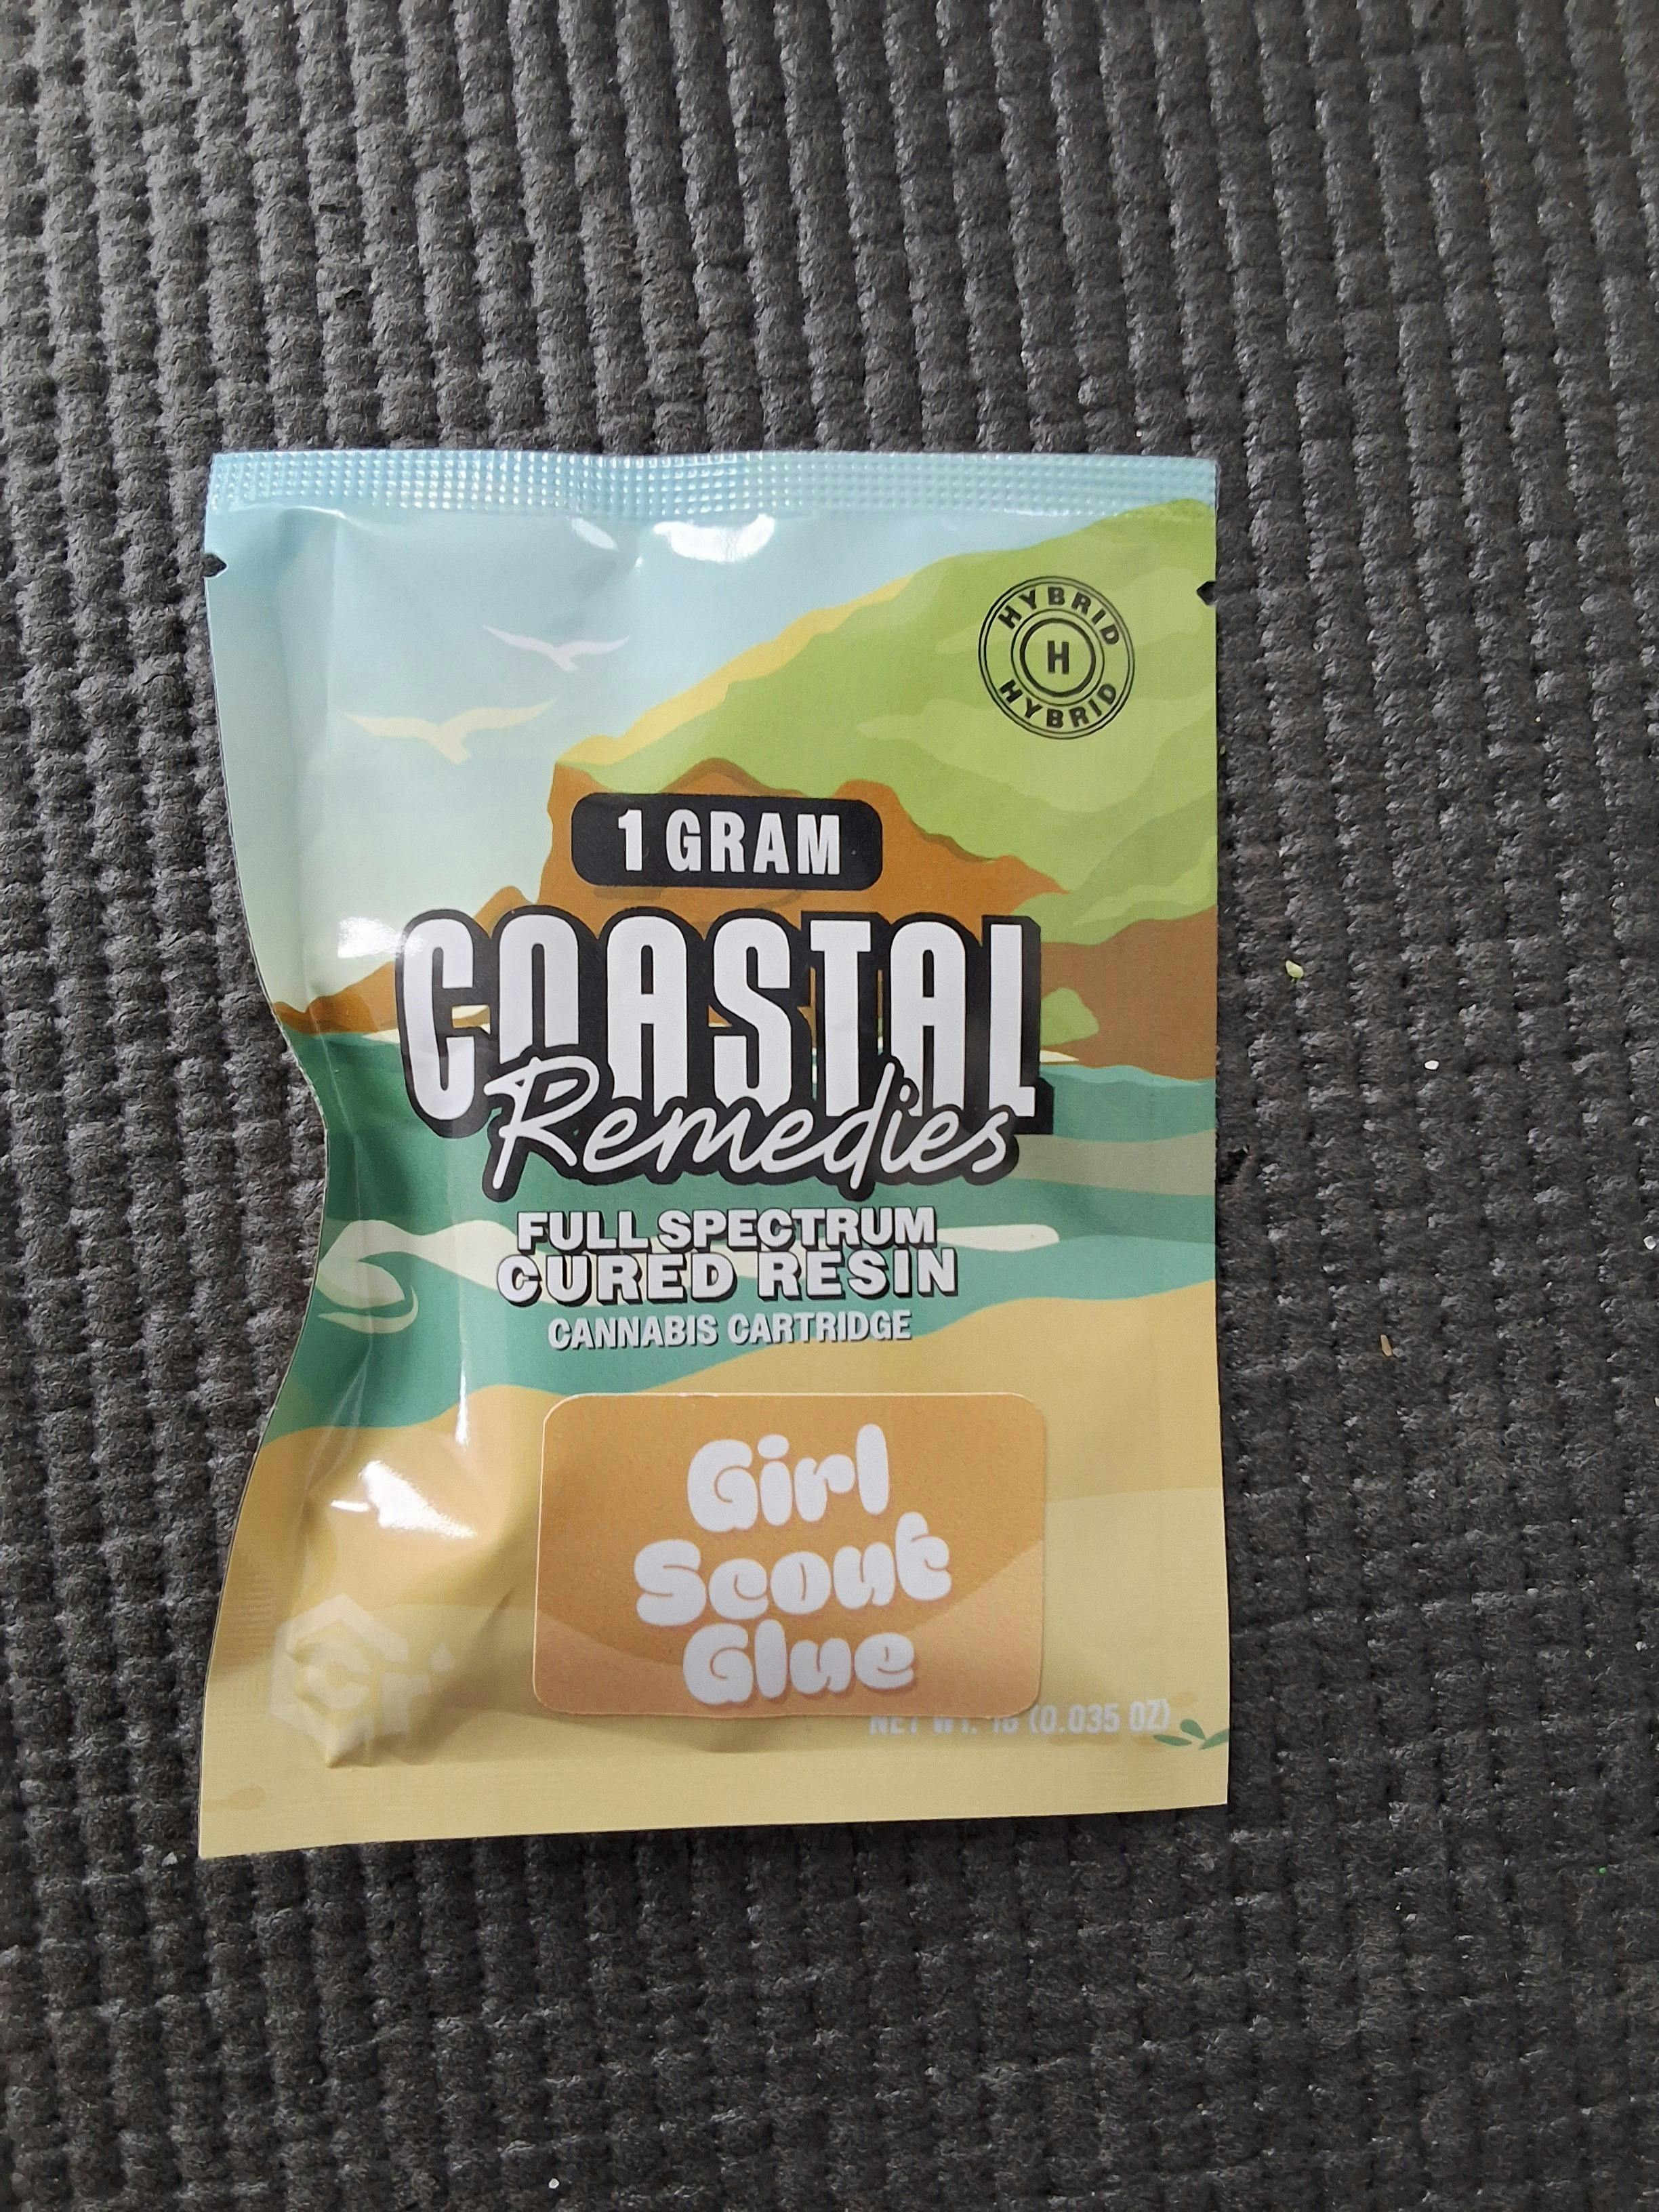 HYBRID
H
HYBRID
1 GRAM
COASTAL
Remedies
FULL SPECTRUM
CURED RESIN
CANNABIS CARTRIDGE
Girl
Scout
Glue
Cr
NET WT. 1G (0.035 OZ)